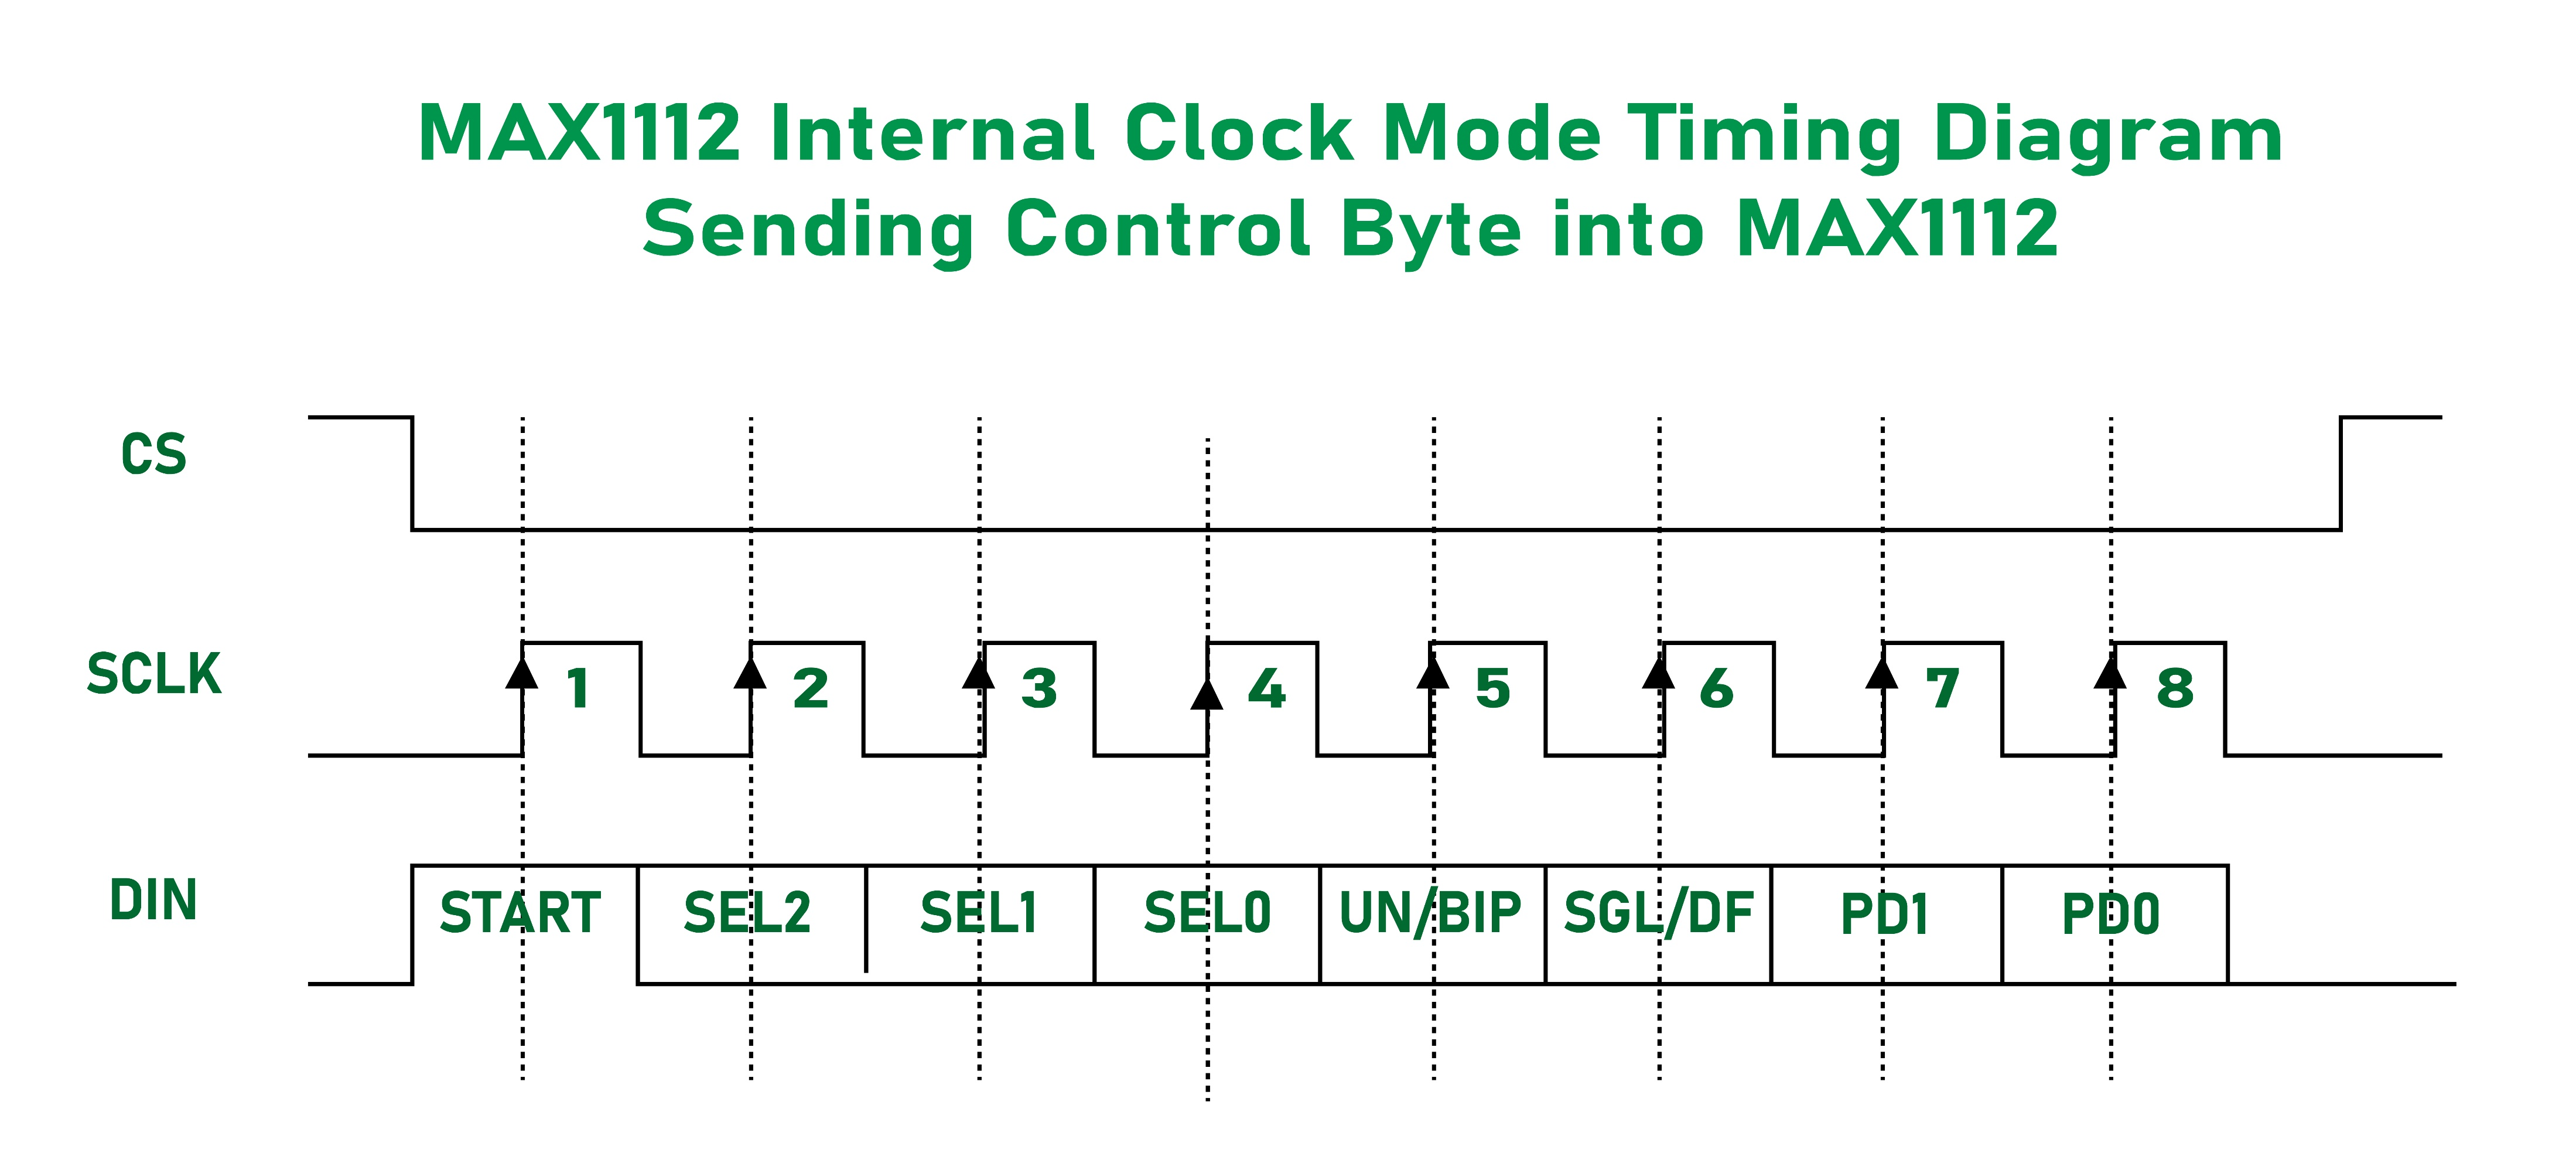 MAX1112 Internal Clock Mode Timing Diagram
Sending Control Byte into MAX1112
CS
SCLK
1 2 3 4 5 6 7 8
DIN
START SEL2 SEL1 SEL0 UN/BIP SGL/DF PD1 PD0